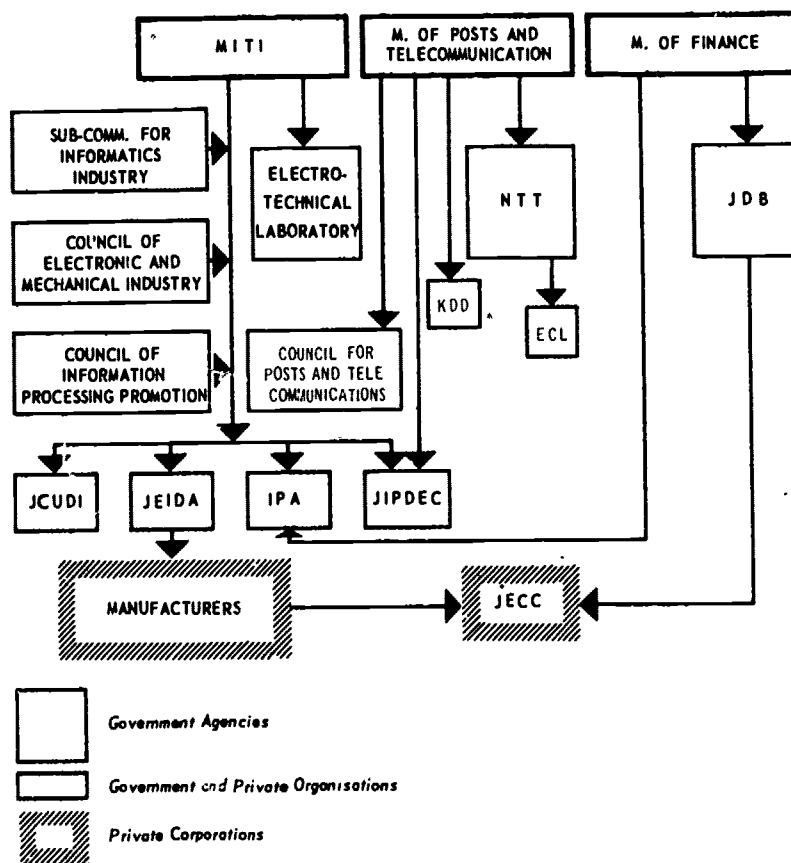 MITI
M. OF POSTS AND
TELECOMMUNICATION
M. OF FINANCE
SUB-COMM. FOR
INFORMATICS
INDUSTRY
ELECTRO-
TECHNICAL
LABORATORY
NTT
JDB
COU'NCIL OF
ELECTRONIC AND
MECHANICAL INDUSTRY
KDD
ECL
COUNCIL OF
INFORMATION
PROCESSING PROMOTION
COUNCIL FOR
POSTS AND TELE
COMMUNICATIONS
JCUDI
JEIDA
IPA
JIPDEC
MANUFACTURERS
JECC
Government Agencies
Government and Private Organisations
Private Corporations